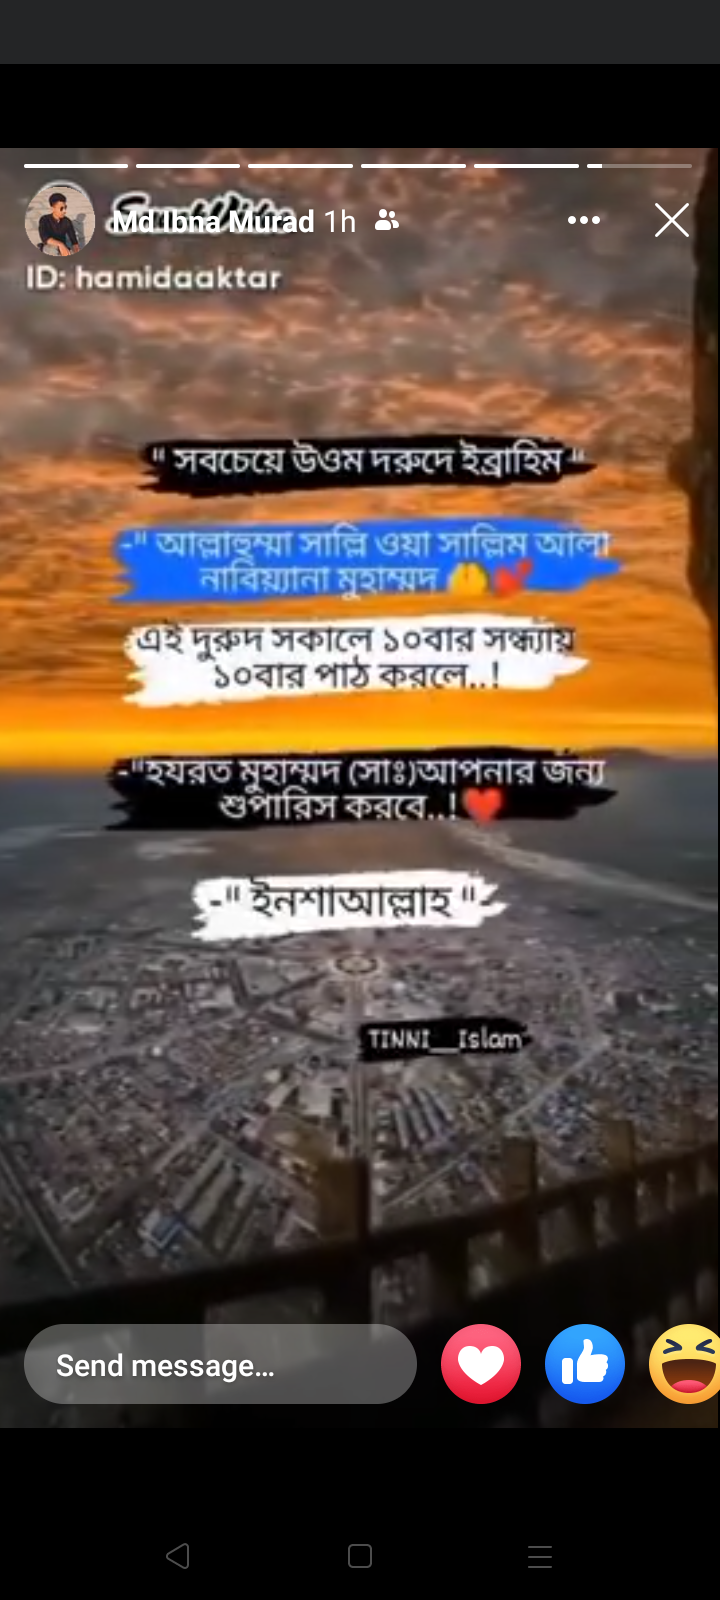 Md Ibna Murad 1h
ID: hamidaaktar
" সবচেয়ে উওম দরুদে ইব্রাহিম "
-" আল্লাহুম্মা সাল্লি ওয়া সাল্লিম আলা
নাবিয়্যানা মুহাম্মদ
এই দুরুদ সকালে ১০বার সন্ধ্যায়
১০বার পাঠ করলে..!
-"হযরত মুহাম্মদ (সাঃ)আপনার জন্য
শুপারিস করবে..!
-" ইনশাআল্লাহ "-
TINNI__Islam
Send message...